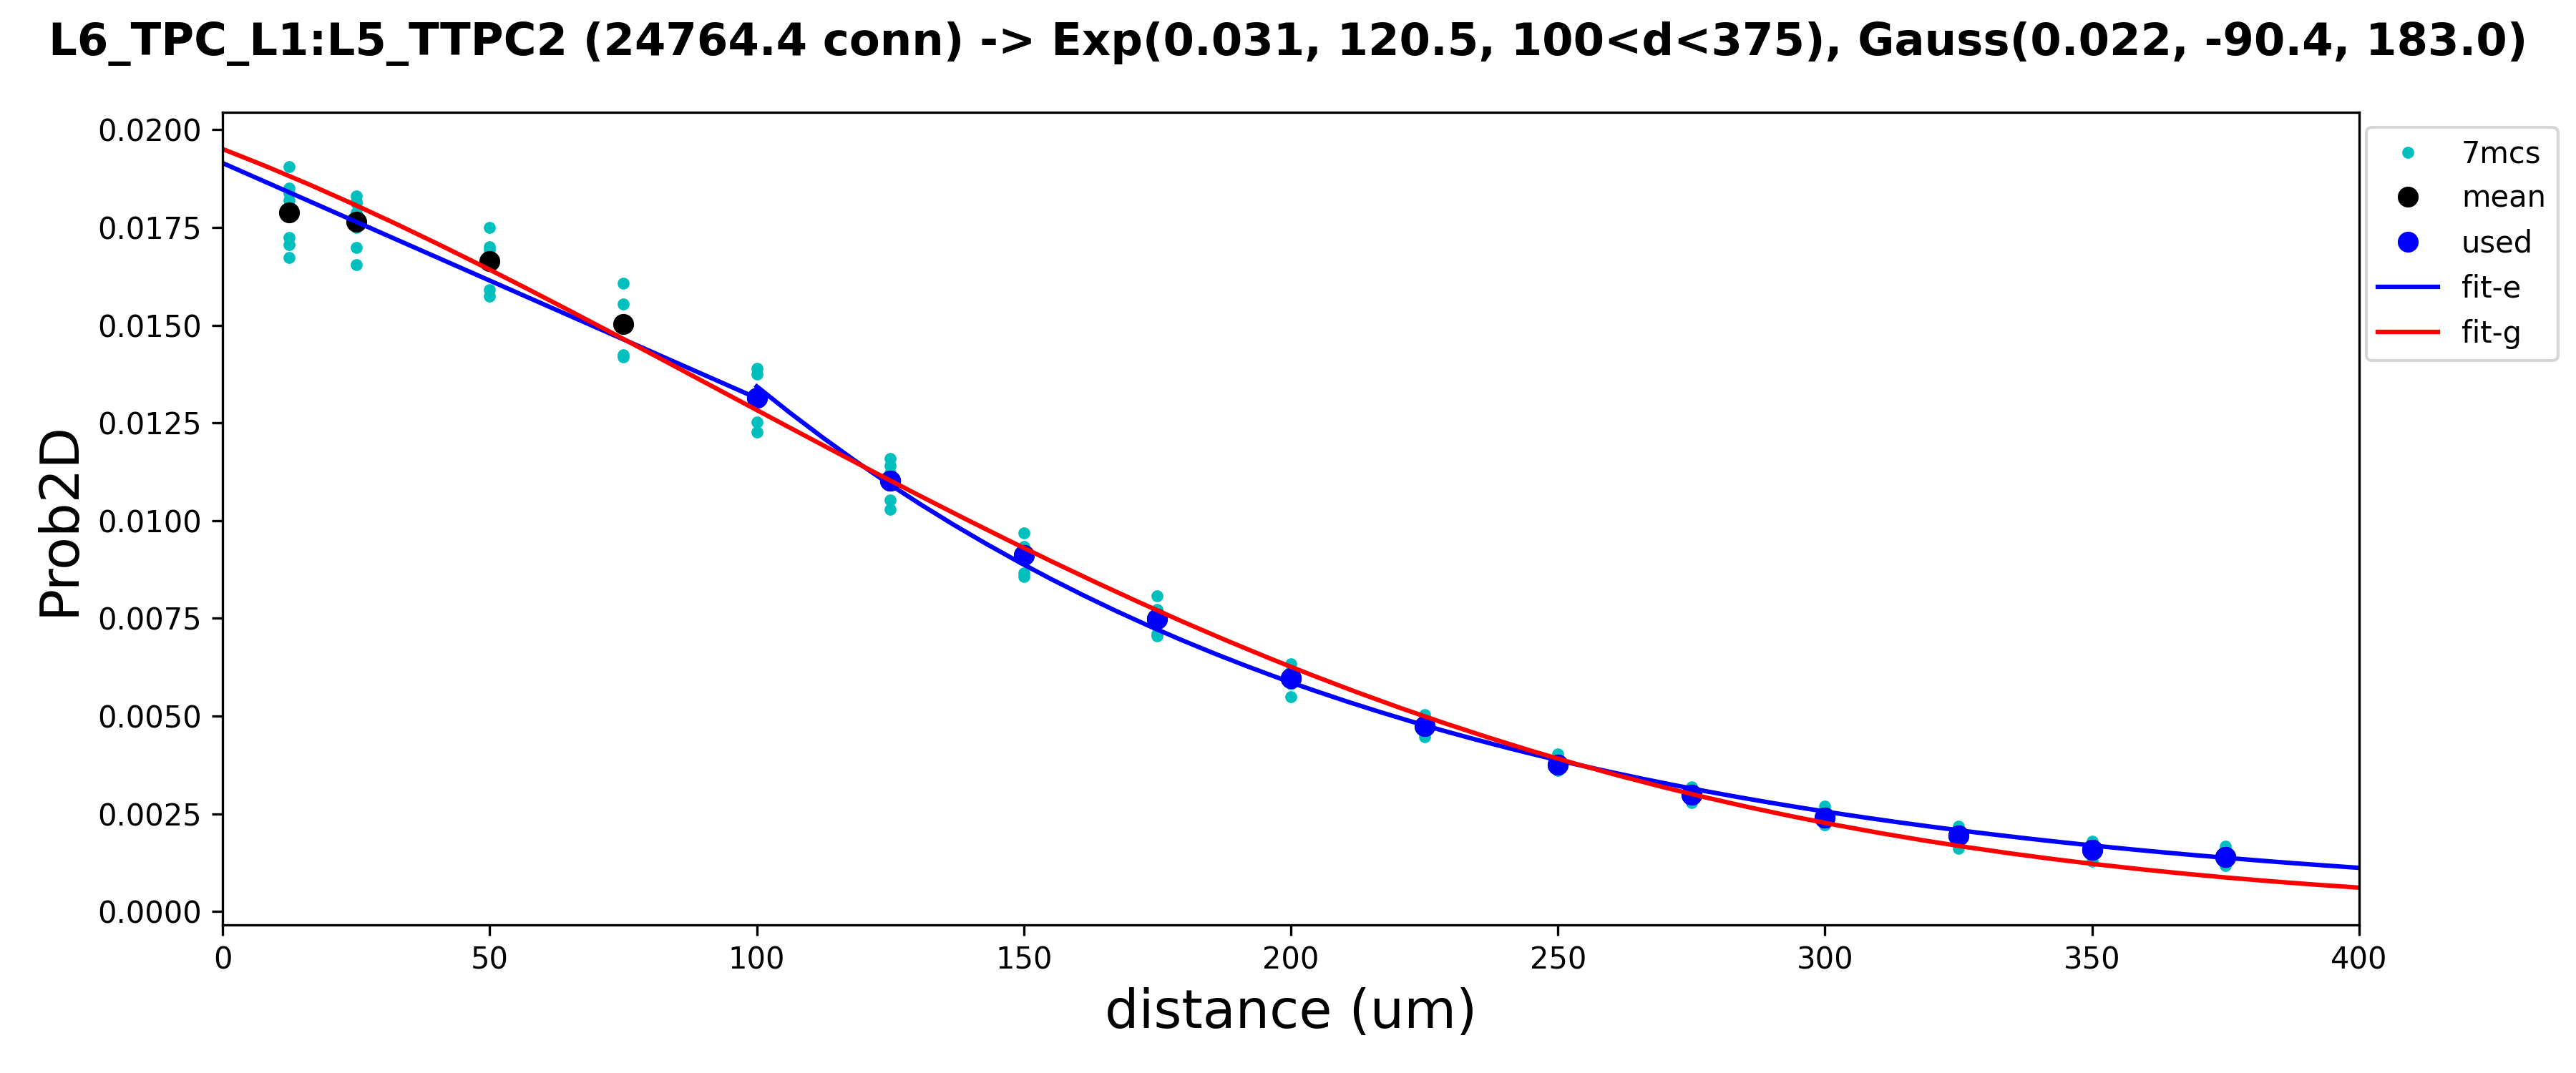 L6_TPC_L1:L5_TTPC2 (24764.4 conn) -> Exp(0.031, 120.5, 100<d<375), Gauss(0.022, -90.4, 183.0)
0.0200
0.0175
0.0150
0.0125
0.0100
0.0075
0.0050
0.0025
0.0000
Prob2D
0 50 100 150 200 250 300 350 400
distance (um)
7mcs
mean
used
fit-e
fit-g